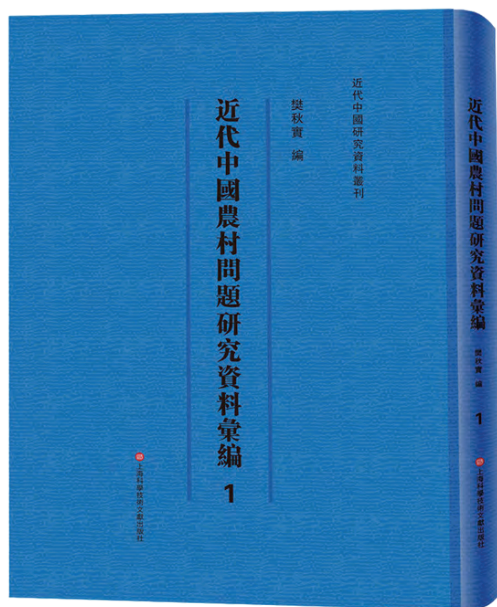 近代中國研究資料叢刊
樊秋實 編
近代中國農村問題研究資料彙編 1
上海科學技術文獻出版社
近代中國農村問題研究資料彙編
樊秋實 編
1
上海科學技術文獻出版社